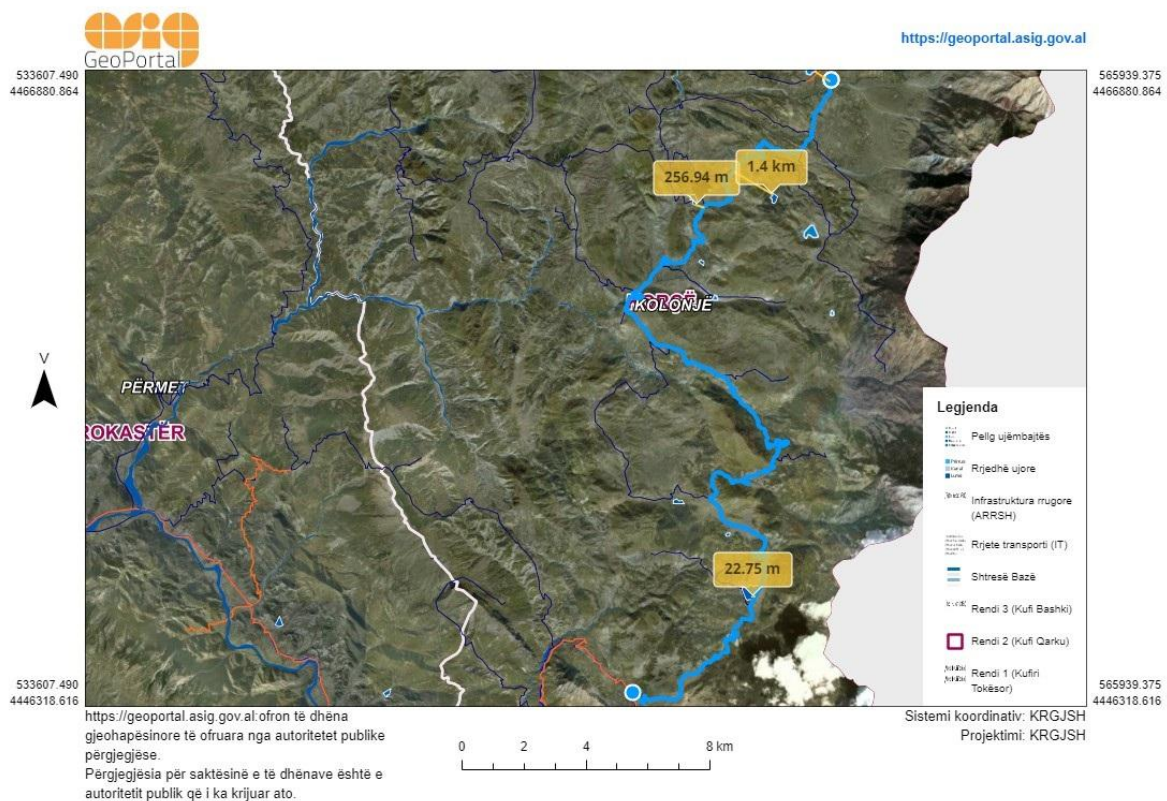 asig
GeoPortal
https://geoportal.asig.gov.al
533607.490
4466880.864
565939.375
4466880.864
256.94 m
1.4 km
KOLONJË
V
PËRMET
ROKASTËR
22.75 m
Legjenda
Pellg ujëmbajtës
Rrjedhë ujore
Infrastruktura rrugore
(ARRSH)
Rrjete transporti (IT)
Shtresë Bazë
Rendi 3 (Kufi Bashki)
Rendi 2 (Kufi Qarku)
Rendi 1 (Kufiri
Tokësor)
533607.490
4446318.616
565939.375
4446318.616
https://geoportal.asig.gov.al:ofron të dhëna
gjeohapësinore të ofruara nga autoritetet publike
përgjegjëse.
Përgjegjësia për saktësinë e të dhënave është e
autoritetit publik që i ka krijuar ato.
0 2 4 8 km
Sistemi koordinativ: KRGJSH
Projektimi: KRGJSH